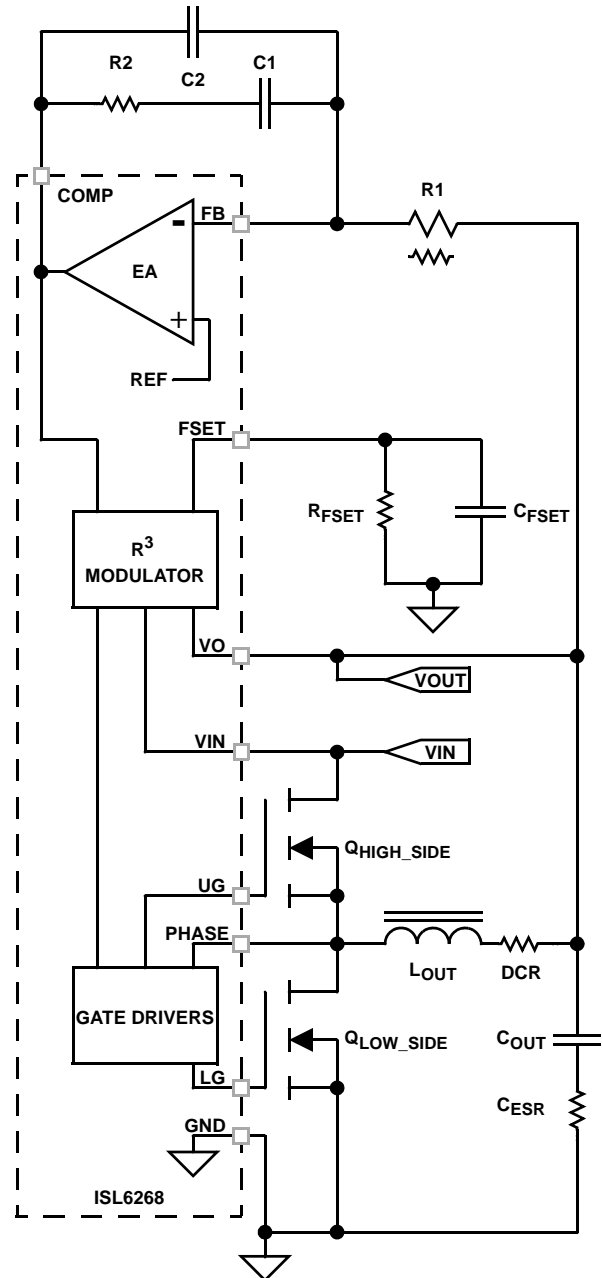 R2
C2
C1
COMP
FB
R1
-
EA
+
REF
FSET
RFSET
CFSET
R3
MODULATOR
VO
VOUT
VIN
VIN
QHIGH_SIDE
UG
PHASE
LOUT
DCR
GATE DRIVERS
QLOW_SIDE
COUT
LG
CESR
GND
ISL6268